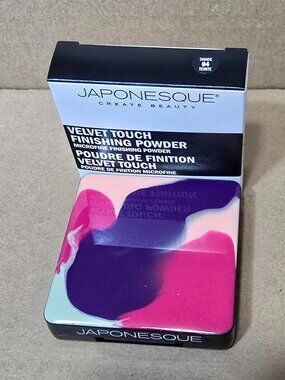 SHADE
04
TEINTE
JAPONESQUE®
CREATE BEAUTY
VELVET TOUCH
FINISHING POWDER
MICROFINE FINISHING POWDER
POUDRE DE FINITION
VELVET TOUCH
POUDRE DE FINITION MICROFINE
JAPONESQUE